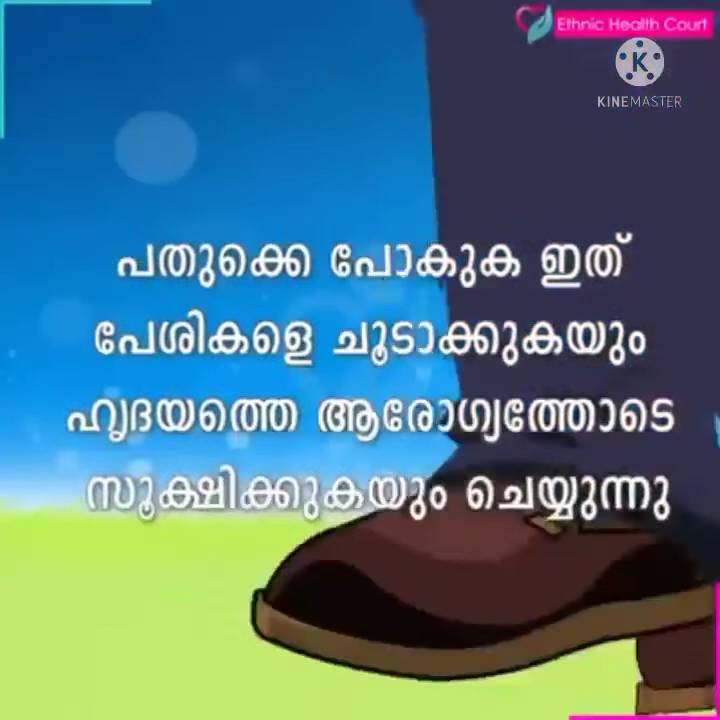 Ethnic Health Court
K
KINEMASTER
പതുക്കെ പോകുക ഇത്
പേശികളെ ചൂടാക്കുകയും
ഹൃദയത്തെ ആരോഗ്യത്തോടെ
സൂക്ഷിക്കുകയും ചെയ്യുന്നു